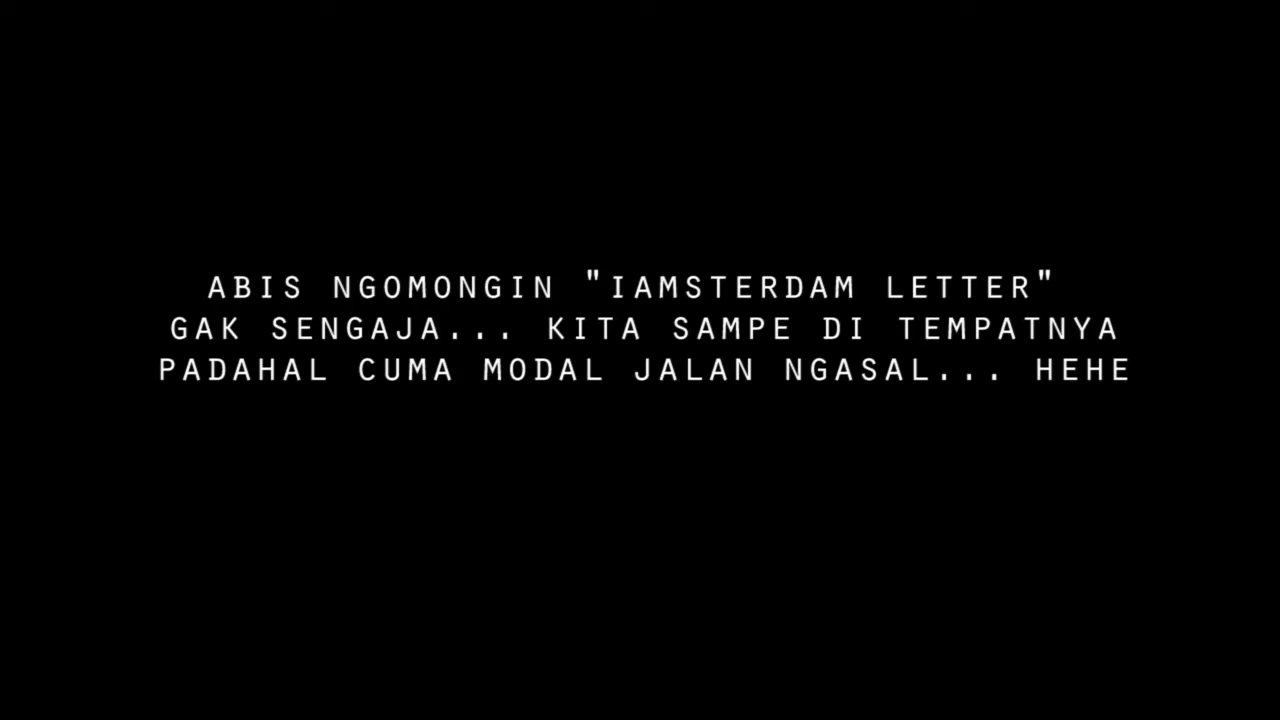 ABIS NGOMONGIN "IAMSTERDAM LETTER"
GAK SENGAJA... KITA SAMPE DI TEMPATNYA
PADAHAL CUMA MODAL JALAN NGASAL... HEHE